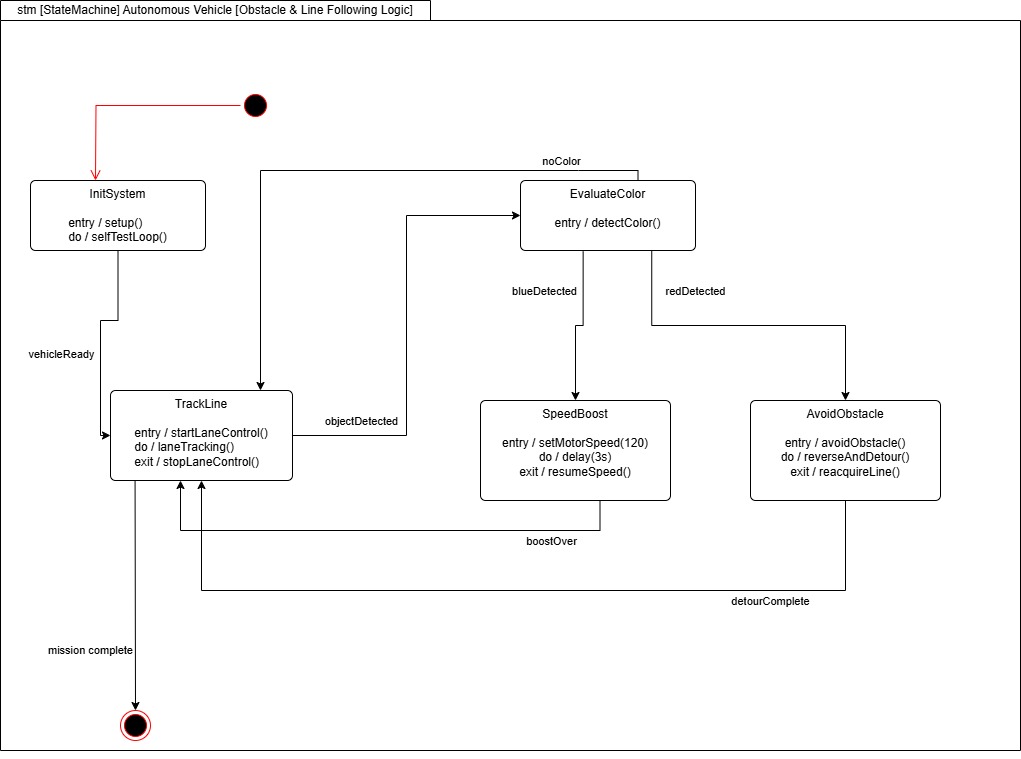 stm [StateMachine] Autonomous Vehicle [Obstacle & Line Following Logic]
noColor
InitSystem
entry / setup()
do / selfTestLoop()
EvaluateColor
entry / detectColor()
blueDetected
redDetected
vehicleReady
TrackLine
entry / startLaneControl()
do / laneTracking()
exit / stopLaneControl()
objectDetected
SpeedBoost
entry / setMotorSpeed(120)
do / delay(3s)
exit / resumeSpeed()
AvoidObstacle
entry / avoidObstacle()
do / reverseAndDetour()
exit / reacquireLine()
boostOver
detourComplete
mission complete